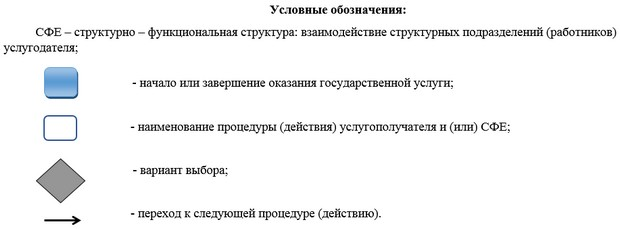 Условные обозначения:
СФЕ – структурно – функциональная структура: взаимодействие структурных подразделений (работников)
услугодателя;
- начало или завершение оказания государственной услуги;
- наименование процедуры (действия) услугополучателя и (или) СФЕ;
- вариант выбора;
- переход к следующей процедуре (действию).